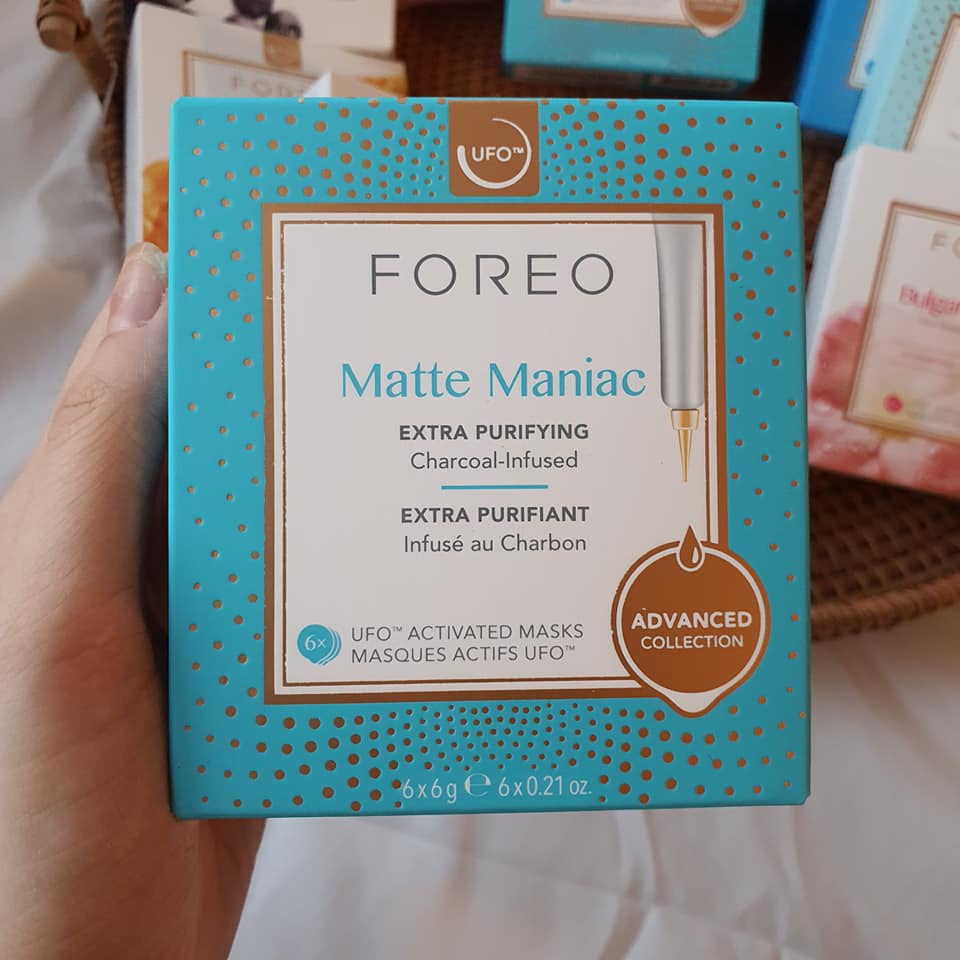 UFO™
FOREO
Matte Maniac
EXTRA PURIFYING
Charcoal-Infused
EXTRA PURIFIANT
Infusé au Charbon
6x
UFO™ ACTIVATED MASKS
MASQUES ACTIFS UFO™
ADVANCED
COLLECTION
6x6g ℮ 6x0.21 oz.